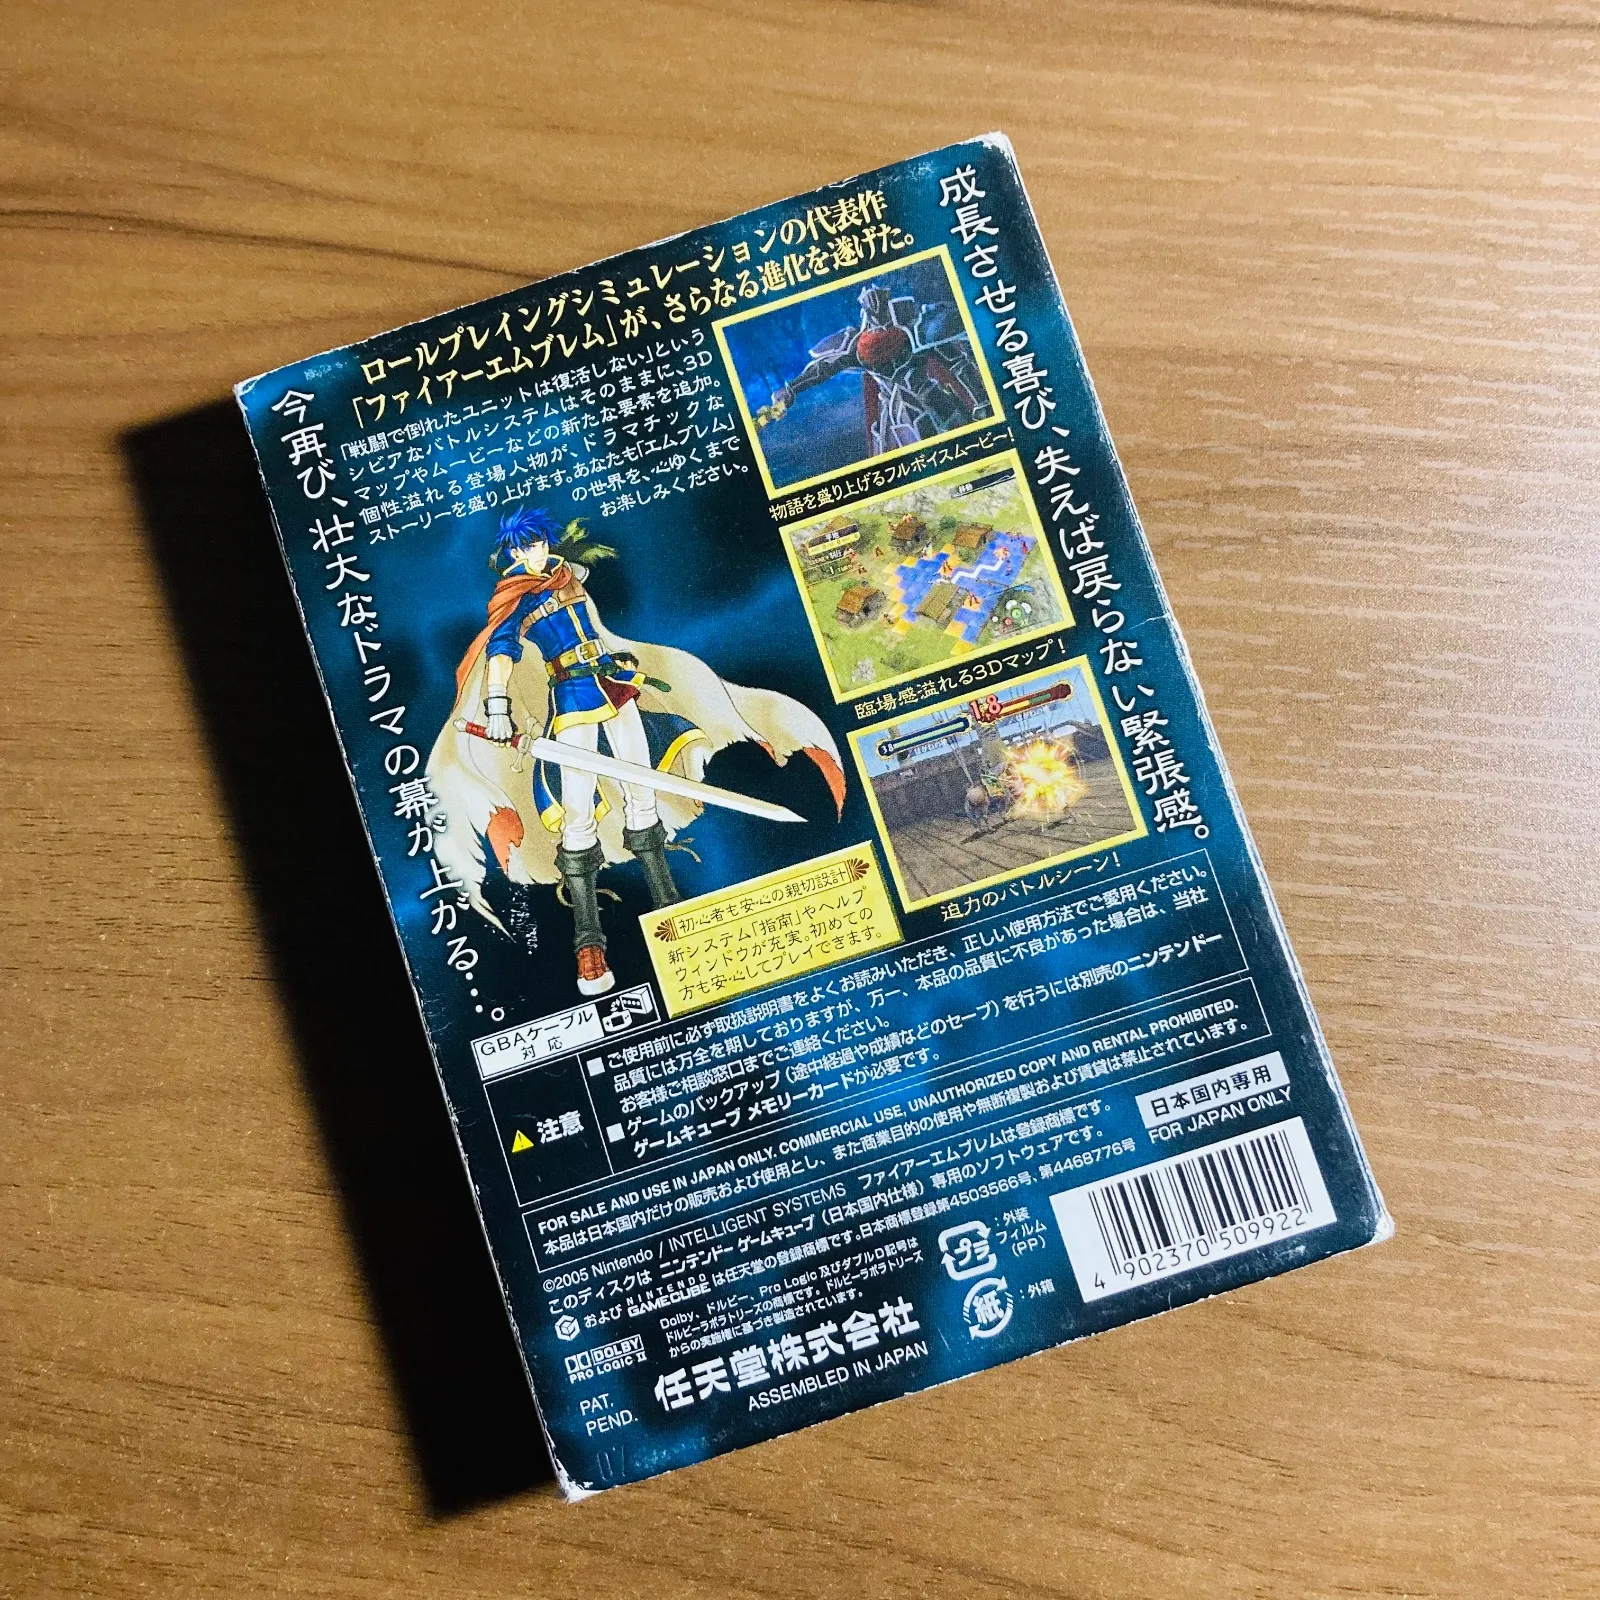 成長させる喜び、失えば戻らない緊張感。
ロールプレイングシミュレーションの代表作
「ファイアーエムブレム」が、さらなる進化を遂げた。
「戦闘で倒れたユニットは復活しない」という
シビアなバトルシステムはそのままに、3D
マップやムービーなどの新たな要素を追加。
個性溢れる登場人物が、ドラマチックな
ストーリーを盛り上げます。あなたも「エムブレム」
の世界を、心ゆくまで
お楽しみください。
今再び、壮大なドラマの幕が上がる…。
物語を盛り上げるフルボイスムービー!
臨場感溢れる3Dマップ!
18
38
迫力のバトルシーン!
初心者も安心の親切設計
新システム「指南」やヘルプ
ウィンドウが充実。初めての
方も安心してプレイできます。
GBAケーブル
対応
注意
■ご使用前に必ず取扱説明書をよくお読みいただき、正しい使用方法でご愛用ください。
品質には万全を期しておりますが、万一、本品の品質に不良があった場合は、当社
お客様ご相談窓口までご連絡ください。
■ゲームのバックアップ(途中経過や成績などのセーブ)を行うには別売のニンテンドー
ゲームキューブ メモリーカードが必要です。
FOR SALE AND USE IN JAPAN ONLY. COMMERCIAL USE, UNAUTHORIZED COPY AND RENTAL PROHIBITED.
本品は日本国内だけの販売および使用とし、また商業目的の使用や無断複製および賃貸は禁止されています。
©2005 Nintendo / INTELLIGENT SYSTEMS ファイアーエムブレムは登録商標です。
このディスクは ニンテンドー ゲームキューブ(日本国内仕様)専用のソフトウェアです。
および NINTENDO GAMECUBE は任天堂の登録商標です。日本商標登録第4503566号、第4468776号
日本国内専用
FOR JAPAN ONLY
DOLBY
PRO LOGIC II
Dolby、ドルビー、Pro Logic 及びダブルD記号は
ドルビーラボラトリーズの商標です。ドルビーラボラトリーズ
からの実施権に基づき製造されています。
プラ
:外装
フィルム
(PP)
紙
:外箱
4 902370 509922
PAT.
PEND.
任天堂株式会社
ASSEMBLED IN JAPAN